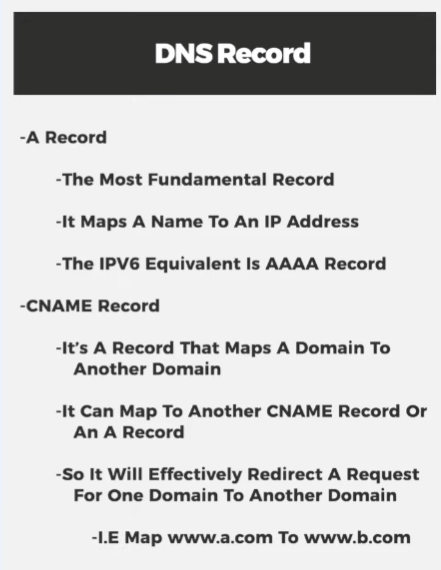 DNS Record
-A Record
-The Most Fundamental Record
-It Maps A Name To An IP Address
-The IPV6 Equivalent Is AAAA Record
-CNAME Record
-It's A Record That Maps A Domain To
Another Domain
-It Can Map To Another CNAME Record Or
An A Record
-So It Will Effectively Redirect A Request
For One Domain To Another Domain
-I.E Map www.a.com To www.b.com